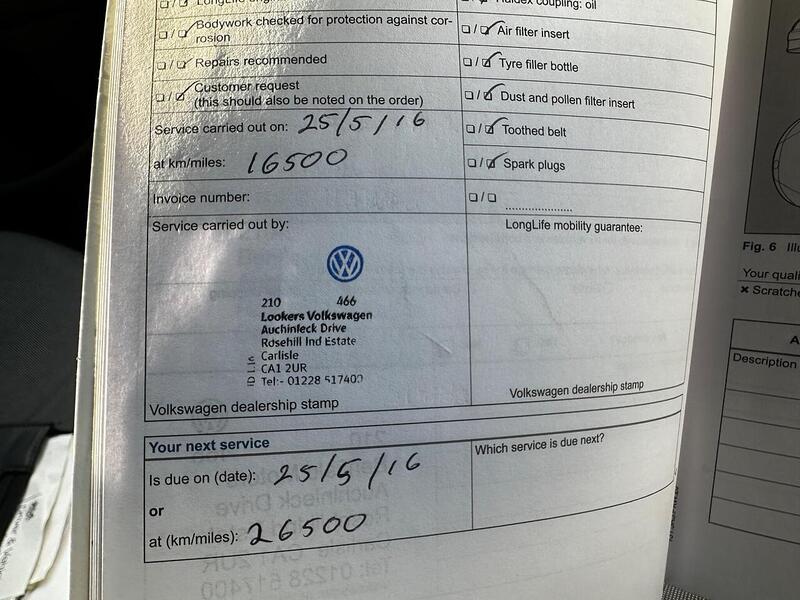 Bodywork checked for protection against cor-
rosion
Repairs recommended
Customer request
(this should also be noted on the order)
Service carried out on: 25/5/16
at km/miles: 16500
Invoice number:
Service carried out by:
VW
210 466
Lookers Volkswagen
Auchinleck Drive
Rosehill Ind Estate
Carlisle
CA1 2UR
Tel:- 01228 517400
Volkswagen dealership stamp
coupling: oil
Air filter insert
Tyre filler bottle
Dust and pollen filter insert
Toothed belt
Spark plugs
....................
LongLife mobility guarantee:
Volkswagen dealership stamp
Your next service
Is due on (date): 25/5/16
or
at (km/miles): 26500
Which service is due next?
Fig. 6
Your
Description